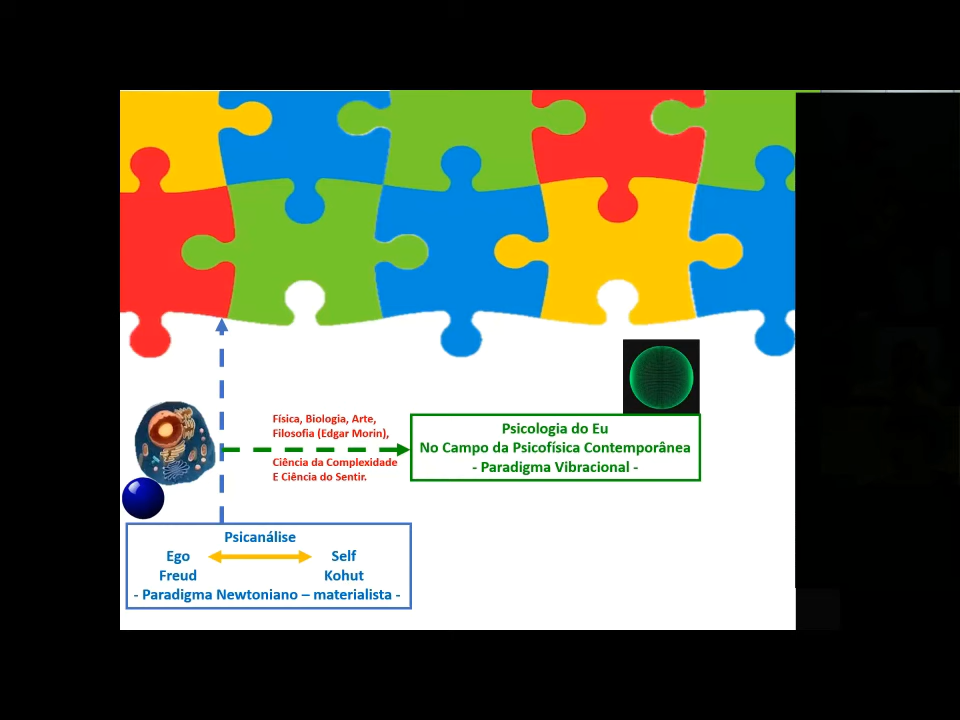 Física, Biologia, Arte,
Filosofia (Edgar Morin),
Ciência da Complexidade
E Ciência do Sentir.
Psicologia do Eu
No Campo da Psicofísica Contemporânea
- Paradigma Vibracional -
Psicanálise
Ego Self
Freud Kohut
- Paradigma Newtoniano – materialista -